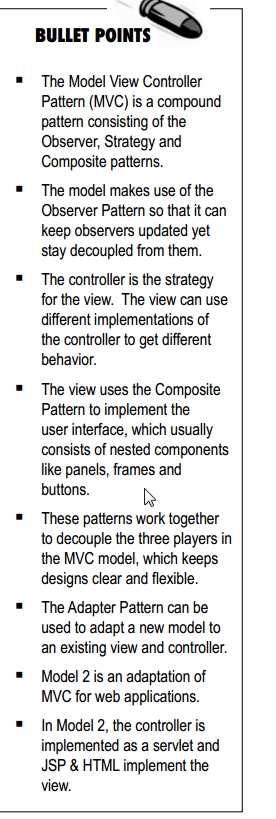 BULLET POINTS
▪ The Model View Controller
Pattern (MVC) is a compound
pattern consisting of the
Observer, Strategy and
Composite patterns.
▪ The model makes use of the
Observer Pattern so that it can
keep observers updated yet
stay decoupled from them.
▪ The controller is the strategy
for the view.  The view can use
different implementations of
the controller to get different
behavior.
▪ The view uses the Composite
Pattern to implement the
user interface, which usually
consists of nested components
like panels, frames and
buttons.
▪ These patterns work together
to decouple the three players in
the MVC model, which keeps
designs clear and flexible.
▪ The Adapter Pattern can be
used to adapt a new model to
an existing view and controller.
▪ Model 2 is an adaptation of
MVC for web applications.
▪ In Model 2, the controller is
implemented as a servlet and
JSP & HTML implement the
view.